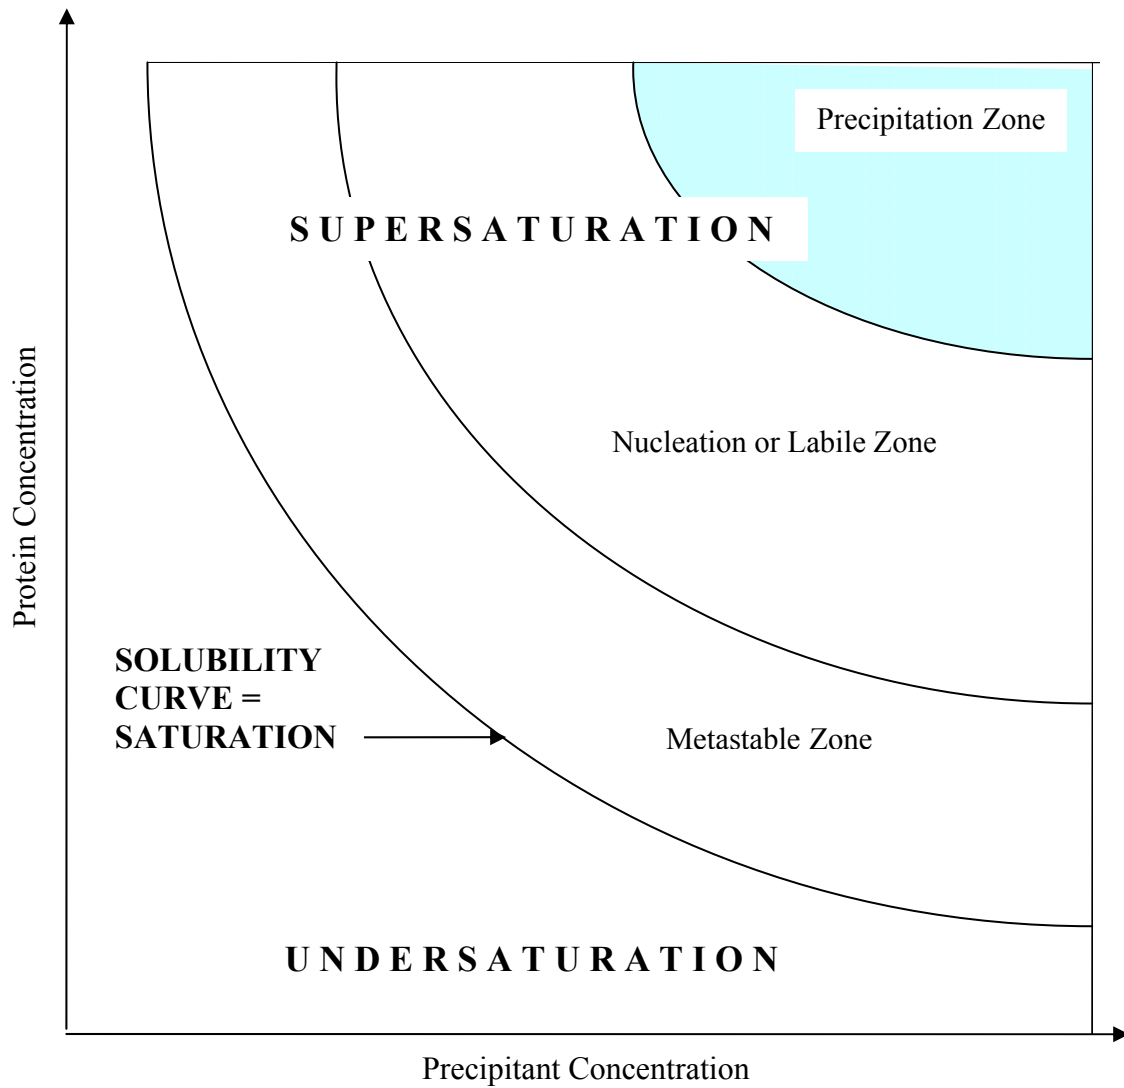 Precipitation Zone
S U P E R S A T U R A T I O N
Nucleation or Labile Zone
Protein Concentration
SOLUBILITY
CURVE =
SATURATION
Metastable Zone
U N D E R S A T U R A T I O N
Precipitant Concentration